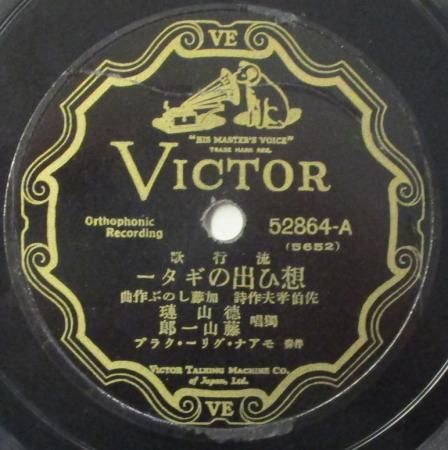 VE
"HIS MASTER'S VOICE"
TRADE MARK REG.
VICTOR
Orthophonic
Recording
52864-A
(5652)
流行歌
想ひ出のギター
佐伯孝夫作詩 加藤しのぶ作曲
獨唱
德山璉
藤山一郎
伴奏 モアナ・グリー・クラブ
VICTOR TALKING MACHINE CO.
of Japan, Ltd.
VE